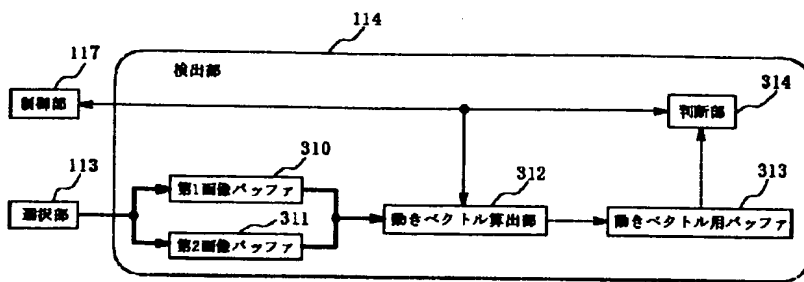 114
117
検出部
制御部
314
判断部
310
113
第1画像バッファ
312
313
選択部
311
動きベクトル算出部
動きベクトル用バッファ
第2画像バッファ